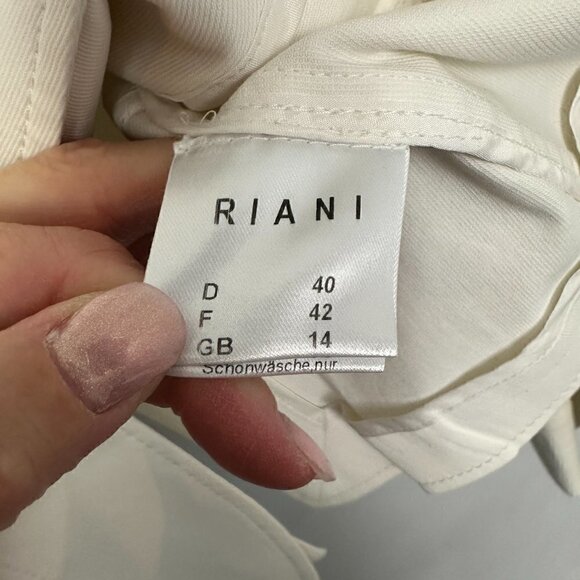 RIANI
D 40
F 42
GB 14
Schonwäsche, nur